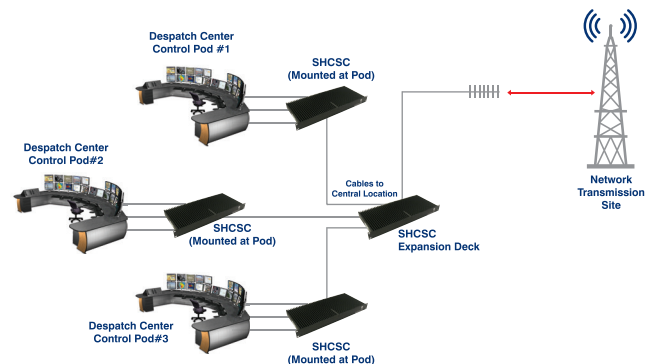 Despatch Center
Control Pod #1
SHCSC
(Mounted at Pod)
Despatch Center
Control Pod#2
SHCSC
(Mounted at Pod)
Cables to
Central Location
SHCSC
Expansion Deck
Network
Transmission
Site
Despatch Center
Control Pod#3
SHCSC
(Mounted at Pod)